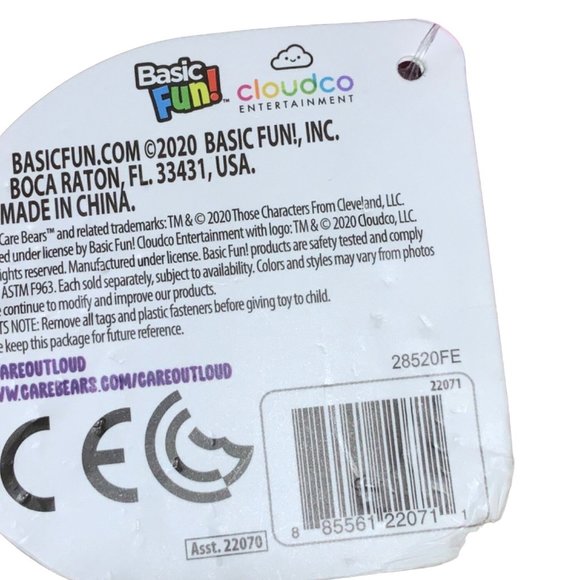 Basic Fun!™
cloudco
ENTERTAINMENT
BASICFUN.COM ©2020 BASIC FUN!, INC.
BOCA RATON, FL. 33431, USA.
MADE IN CHINA.
Care Bears™ and related trademarks: TM & © 2020 Those Characters From Cleveland, LLC.
ed under license by Basic Fun! Cloudco Entertainment with logo: TM & © 2020 Cloudco, LLC.
ights reserved. Manufactured under license. Basic Fun! products are safety tested and comply
ASTM F963. Each sold separately, subject to availability. Colors and styles may vary from photos
e continue to modify and improve our products.
TS NOTE: Remove all tags and plastic fasteners before giving toy to child.
e keep this package for future reference.
AREOUTLOUD
WW.CAREBEARS.COM/CAREOUTLOUD
28520FE
CE
22071
8 85561 22071 1
Asst. 22070